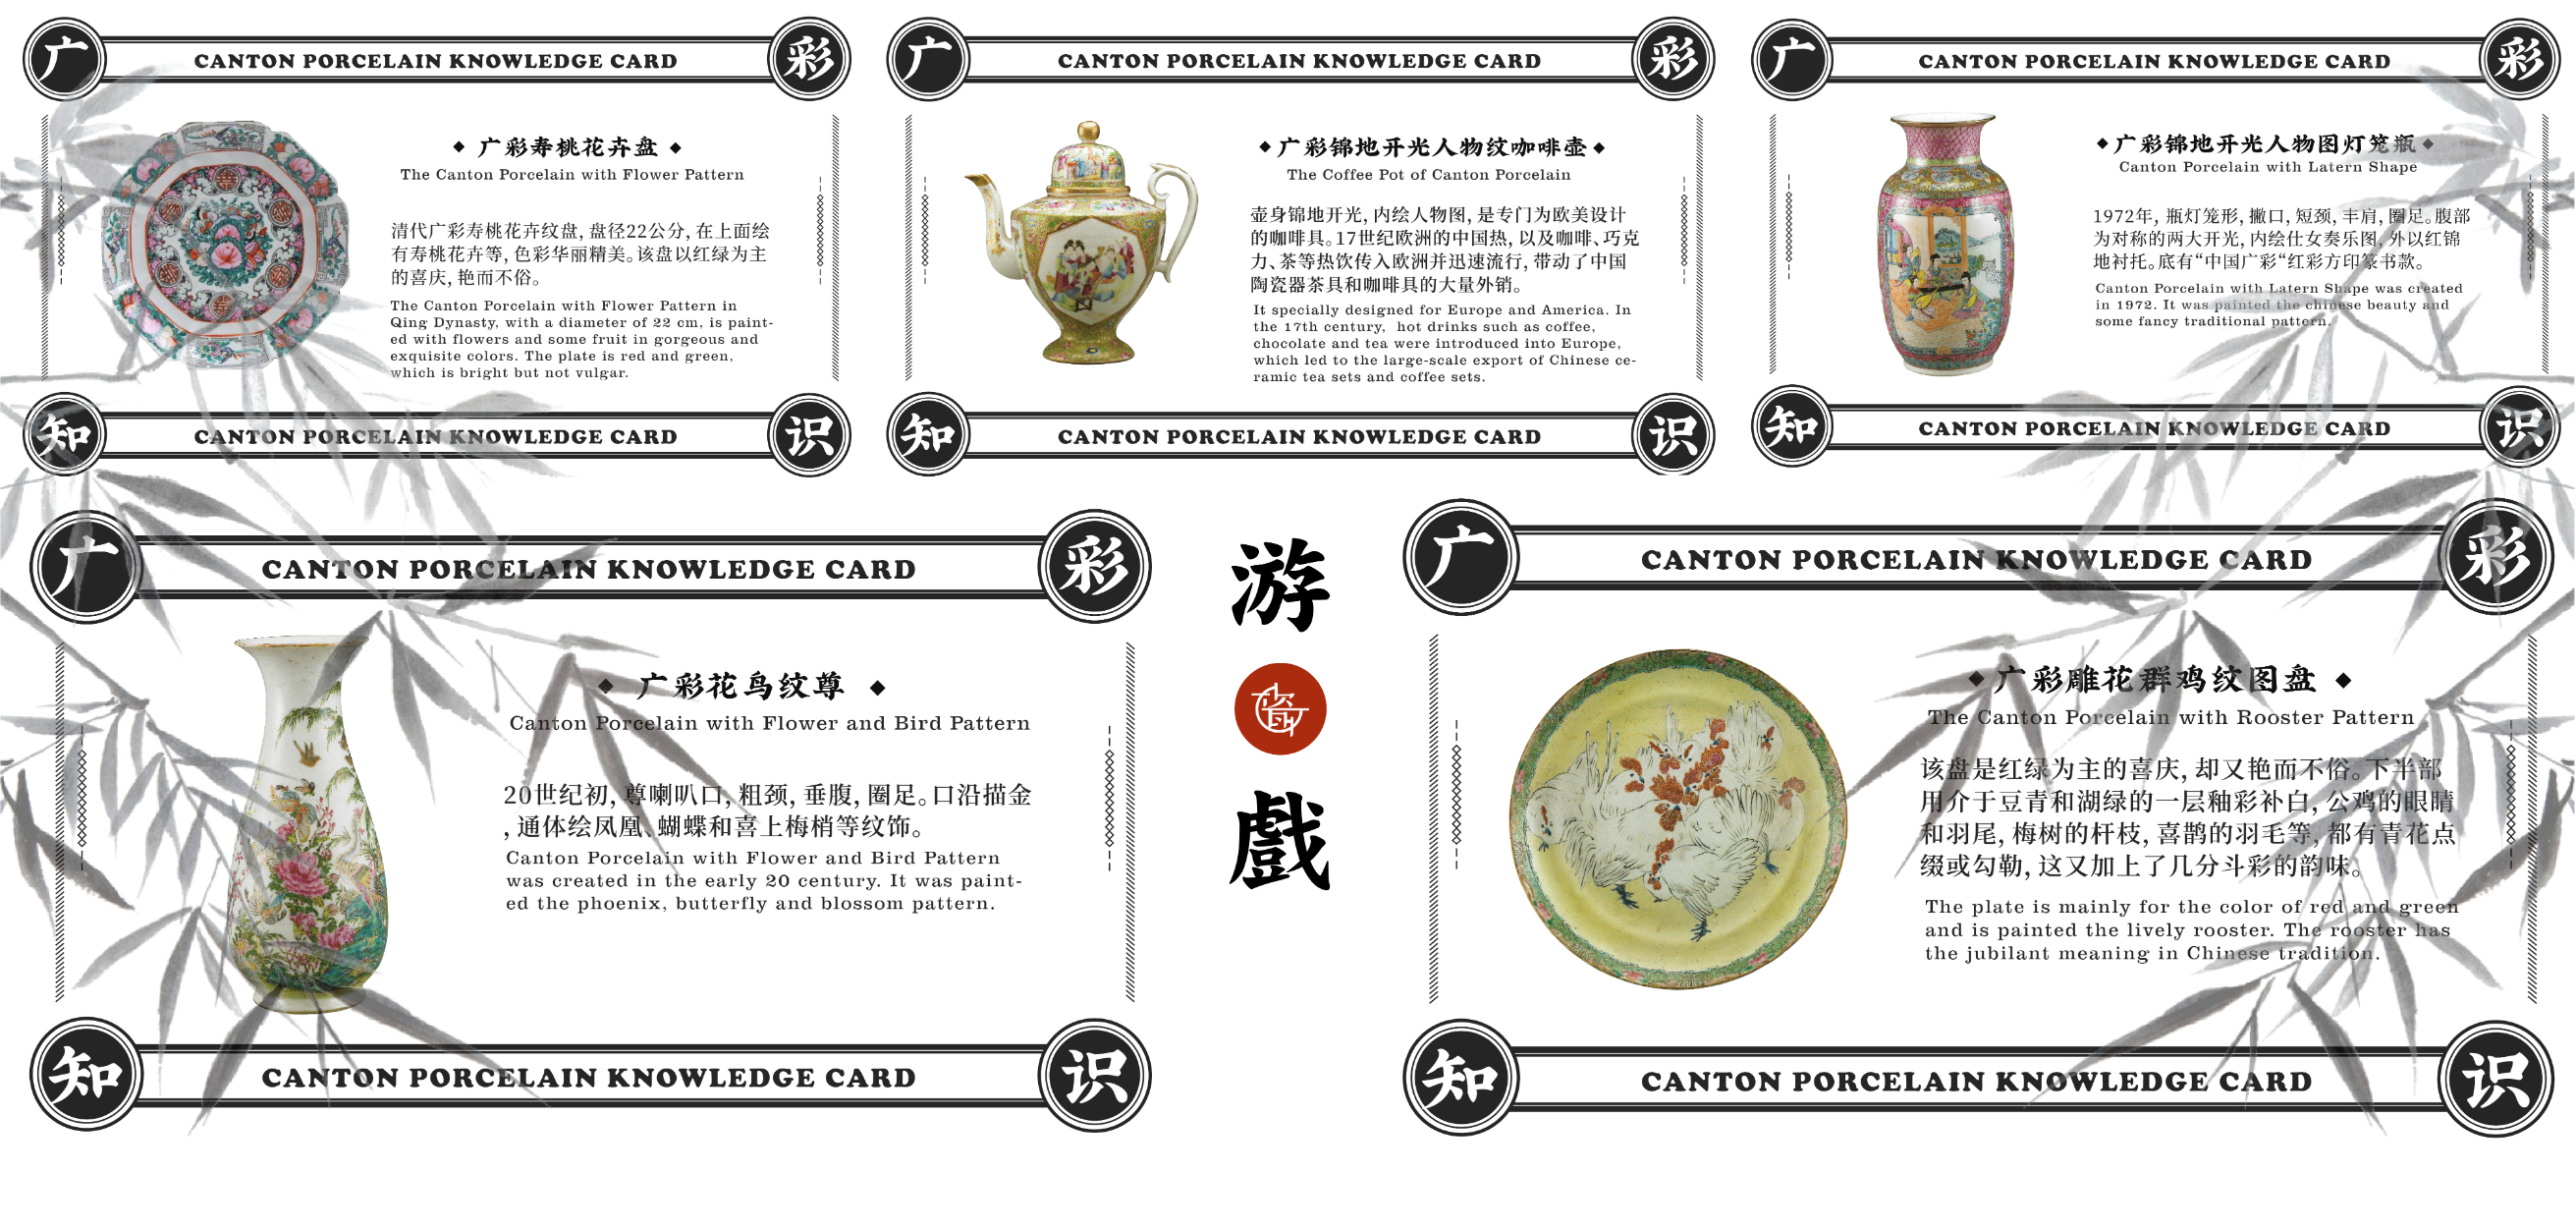 广 CANTON PORCELAIN KNOWLEDGE CARD 彩
◆ 广彩寿桃花卉盘 ◆
The Canton Porcelain with Flower Pattern
清代广彩寿桃花卉纹盘, 盘径22公分, 在上面绘
有寿桃花卉等, 色彩华丽精美。该盘以红绿为主
的喜庆, 艳而不俗。
The Canton Porcelain with Flower Pattern in
Qing Dynasty, with a diameter of 22 cm, is paint-
ed with flowers and some fruit in gorgeous and
exquisite colors. The plate is red and green,
which is bright but not vulgar.
知 CANTON PORCELAIN KNOWLEDGE CARD 识
广 CANTON PORCELAIN KNOWLEDGE CARD 彩
◆广彩锦地开光人物纹咖啡壶◆
The Coffee Pot of Canton Porcelain
壶身锦地开光, 内绘人物图, 是专门为欧美设计
的咖啡具。17世纪欧洲的中国热, 以及咖啡、巧克
力、茶等热饮传入欧洲并迅速流行, 带动了中国
陶瓷器茶具和咖啡具的大量外销。
It specially designed for Europe and America. In
the 17th century, hot drinks such as coffee,
chocolate and tea were introduced into Europe,
which led to the large-scale export of Chinese ce-
ramic tea sets and coffee sets.
知 CANTON PORCELAIN KNOWLEDGE CARD 识
广 CANTON PORCELAIN KNOWLEDGE CARD 彩
◆广彩锦地开光人物图灯笼瓶◆
Canton Porcelain with Latern Shape
1972年, 瓶灯笼形, 撇口, 短颈, 丰肩, 圈足。腹部
为对称的两大开光, 内绘仕女奏乐图, 外以红锦
地衬托。底有“中国广彩“红彩方印篆书款。
Canton Porcelain with Latern Shape was created
in 1972. It was painted the chinese beauty and
some fancy traditional pattern.
知 CANTON PORCELAIN KNOWLEDGE CARD 识
广 CANTON PORCELAIN KNOWLEDGE CARD 彩
◆ 广彩花鸟纹尊 ◆
Canton Porcelain with Flower and Bird Pattern
20世纪初, 尊喇叭口, 粗颈, 垂腹, 圈足。口沿描金
, 通体绘凤凰、蝴蝶和喜上梅梢等纹饰。
Canton Porcelain with Flower and Bird Pattern
was created in the early 20 century. It was paint-
ed the phoenix, butterfly and blossom pattern.
知 CANTON PORCELAIN KNOWLEDGE CARD 识
游
瓷
戲
广 CANTON PORCELAIN KNOWLEDGE CARD 彩
◆ 广彩雕花群鸡纹图盘 ◆
The Canton Porcelain with Rooster Pattern
该盘是红绿为主的喜庆, 却又艳而不俗。下半部
用介于豆青和湖绿的一层釉彩补白, 公鸡的眼睛
和羽尾, 梅树的杆枝, 喜鹊的羽毛等, 都有青花点
缀或勾勒, 这又加上了几分斗彩的韵味。
The plate is mainly for the color of red and green
and is painted the lively rooster. The rooster has
the jubilant meaning in Chinese tradition.
知 CANTON PORCELAIN KNOWLEDGE CARD 识